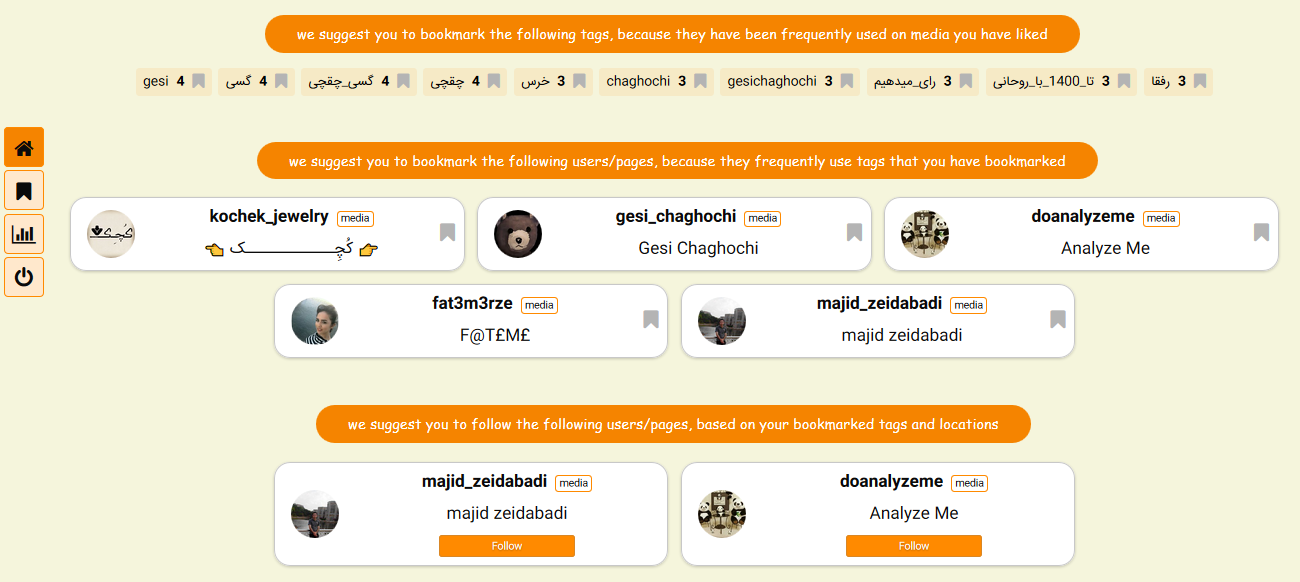 we suggest you to bookmark the following tags, because they have been frequently used on media you have liked
gesi 4 گسی 4 گسی_چقچی 4 چقچی 4 خرس 3 chaghochi 3 gesichaghochi 3 رای_میدهیم 3 تا_1400_با_روحانی 3 رفقا 3
we suggest you to bookmark the following users/pages, because they frequently use tags that you have bookmarked
kochek_jewelry media
👈 کُچِـــــــــــــک 👉
gesi_chaghochi media
Gesi Chaghochi
doanalyzeme media
Analyze Me
fat3m3rze media
F@T£M£
majid_zeidabadi media
majid zeidabadi
we suggest you to follow the following users/pages, based on your bookmarked tags and locations
majid_zeidabadi media
majid zeidabadi
Follow
doanalyzeme media
Analyze Me
Follow